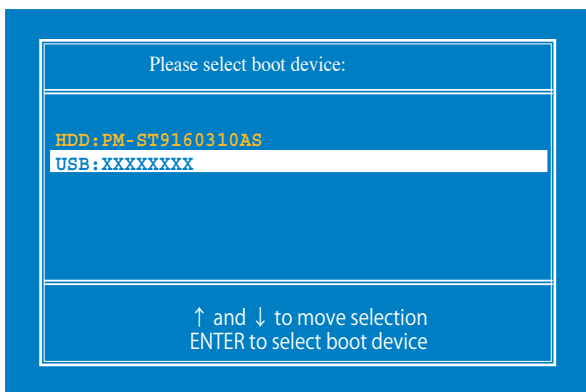 Please select boot device:
HDD:PM-ST9160310AS
USB:XXXXXXXX
↑ and ↓ to move selection
ENTER to select boot device